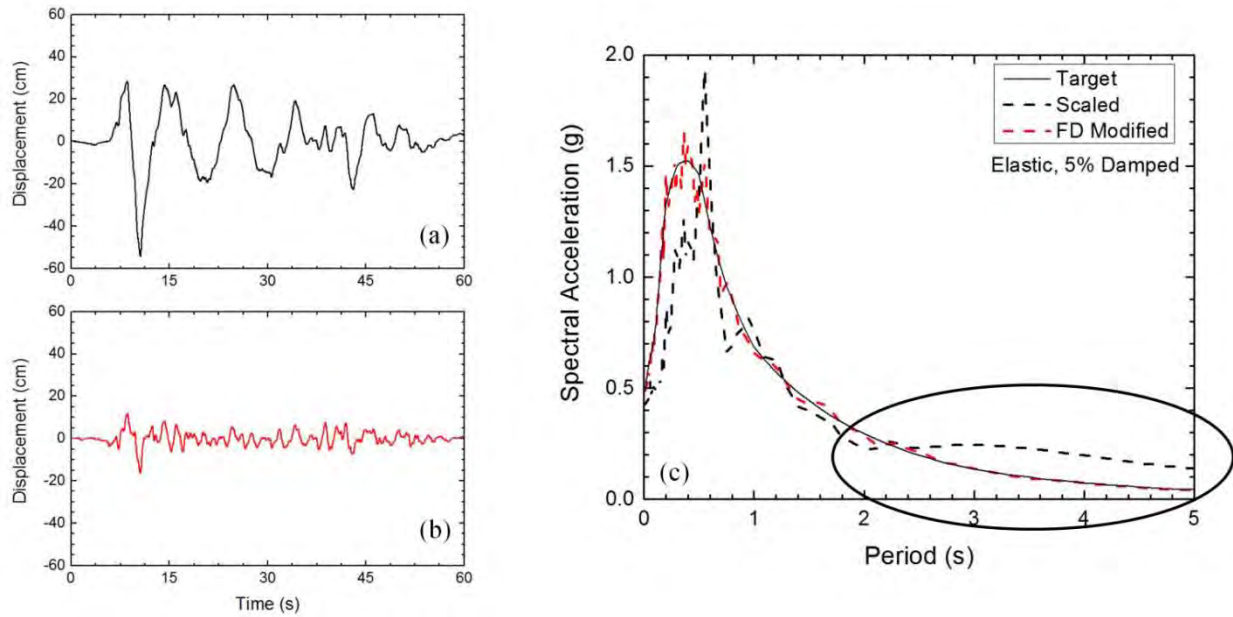 60
40
20
0
-20
-40
-60
Displacement (cm)
(a)
0 15 30 45 60
60
40
20
0
-20
-40
-60
Displacement (cm)
(b)
0 15 30 45 60
Time (s)
2.0
1.5
1.0
0.5
0.0
Spectral Acceleration (g)
Target
Scaled
FD Modified
Elastic, 5% Damped
(c)
0 1 2 3 4 5
Period (s)